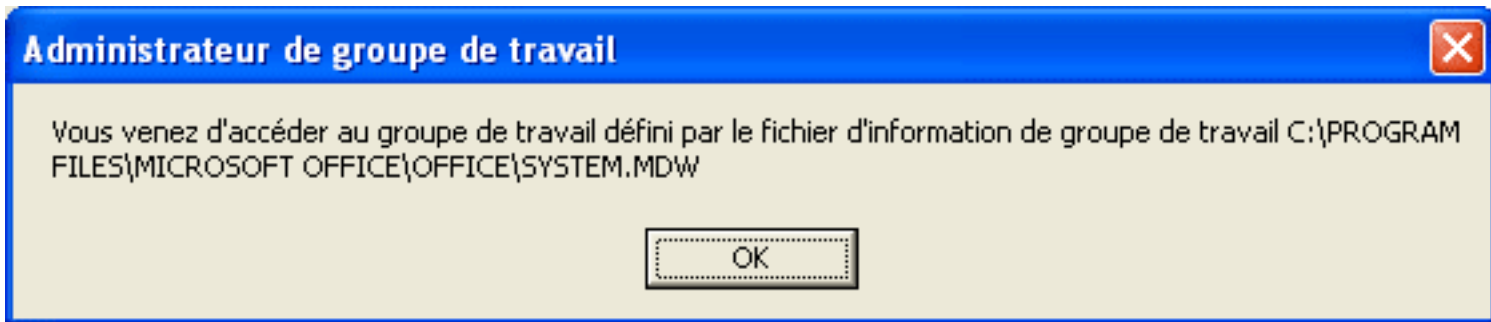 Administrateur de groupe de travail
Vous venez d'accéder au groupe de travail défini par le fichier d'information de groupe de travail C:\PROGRAM
FILES\MICROSOFT OFFICE\OFFICE\SYSTEM.MDW
OK